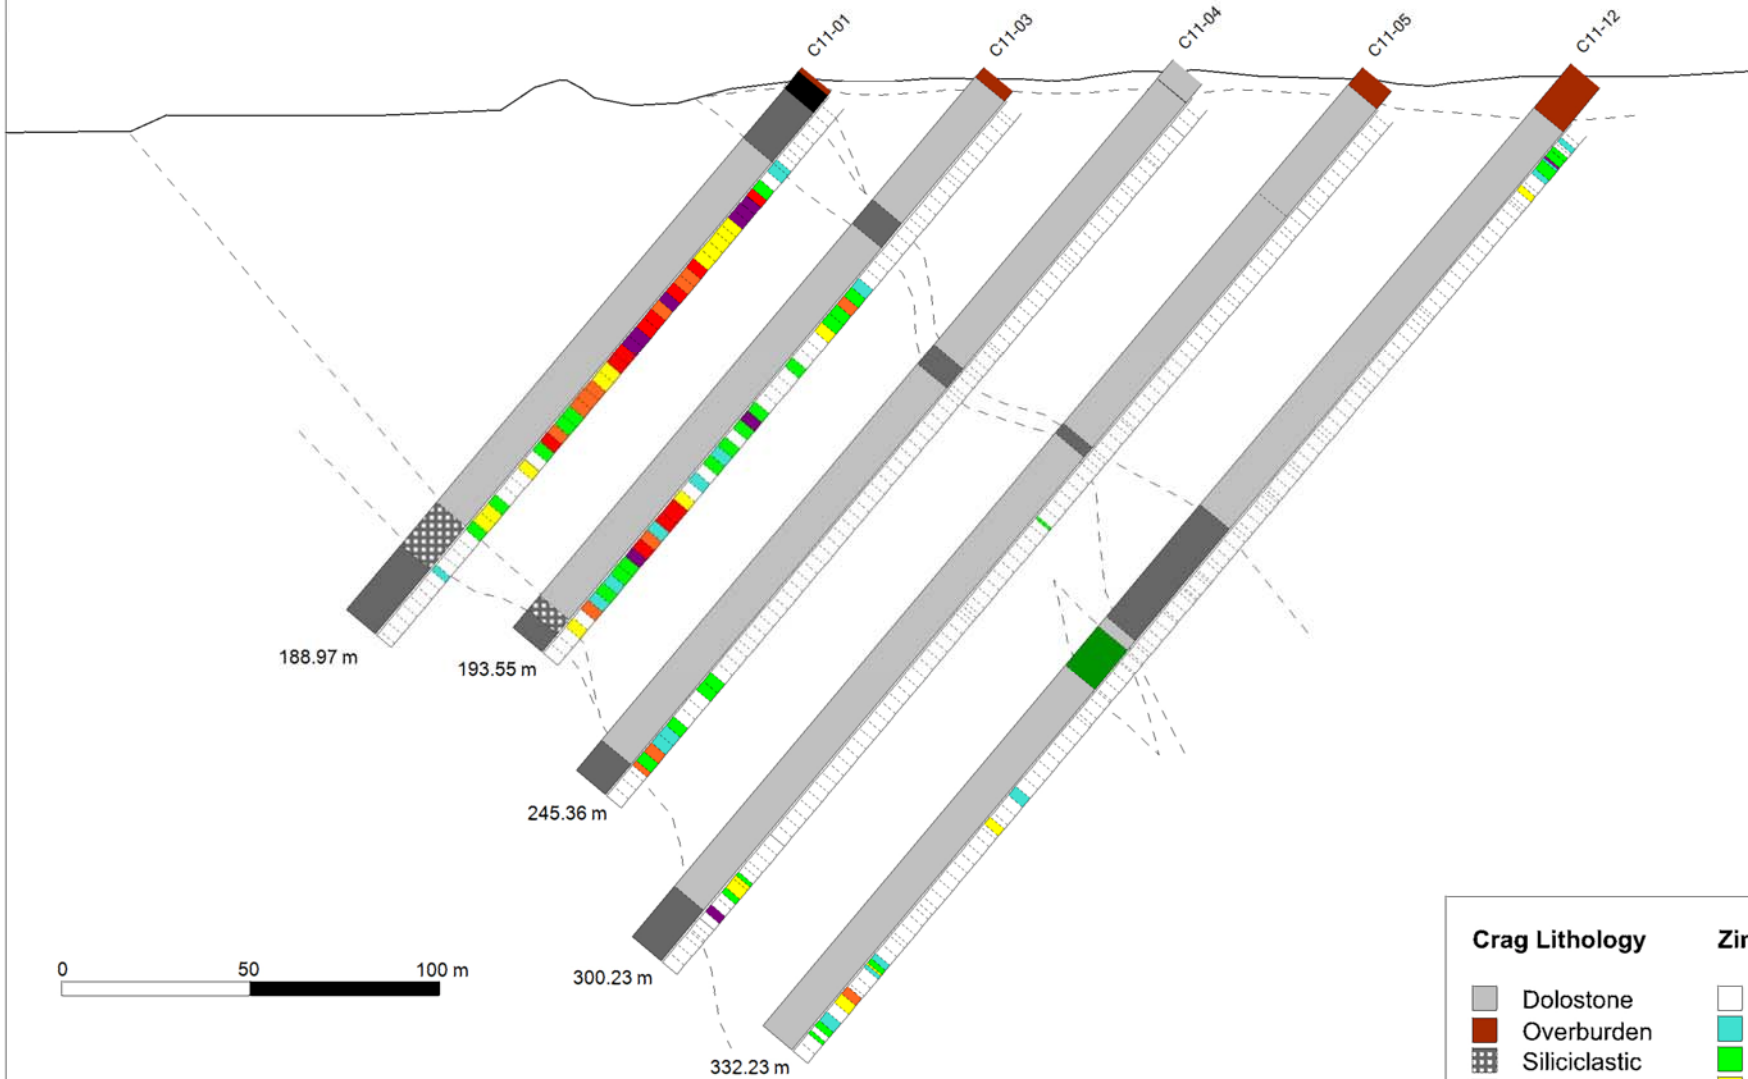 C11-01
C11-03
C11-04
C11-05
C11-12
188.97 m
193.55 m
245.36 m
300.23 m
332.23 m
0 50 100 m
Crag Lithology
Dolostone
Overburden
Siliciclastic